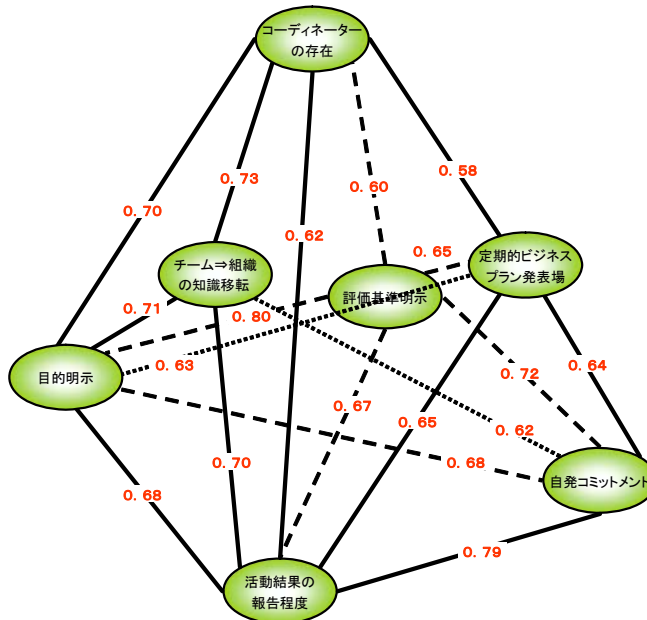 コーディネーター
の存在
0.73
0.58
0.60
0.70
0.62
0.65
定期的ビジネス
プラン発表場
チーム⇒組織
の知識移転
評価基準明示
0.71
0.80
0.63
0.64
0.72
目的明示
0.67
0.65
0.62
0.70
0.68
0.68
自発コミットメント
0.79
活動結果の
報告程度